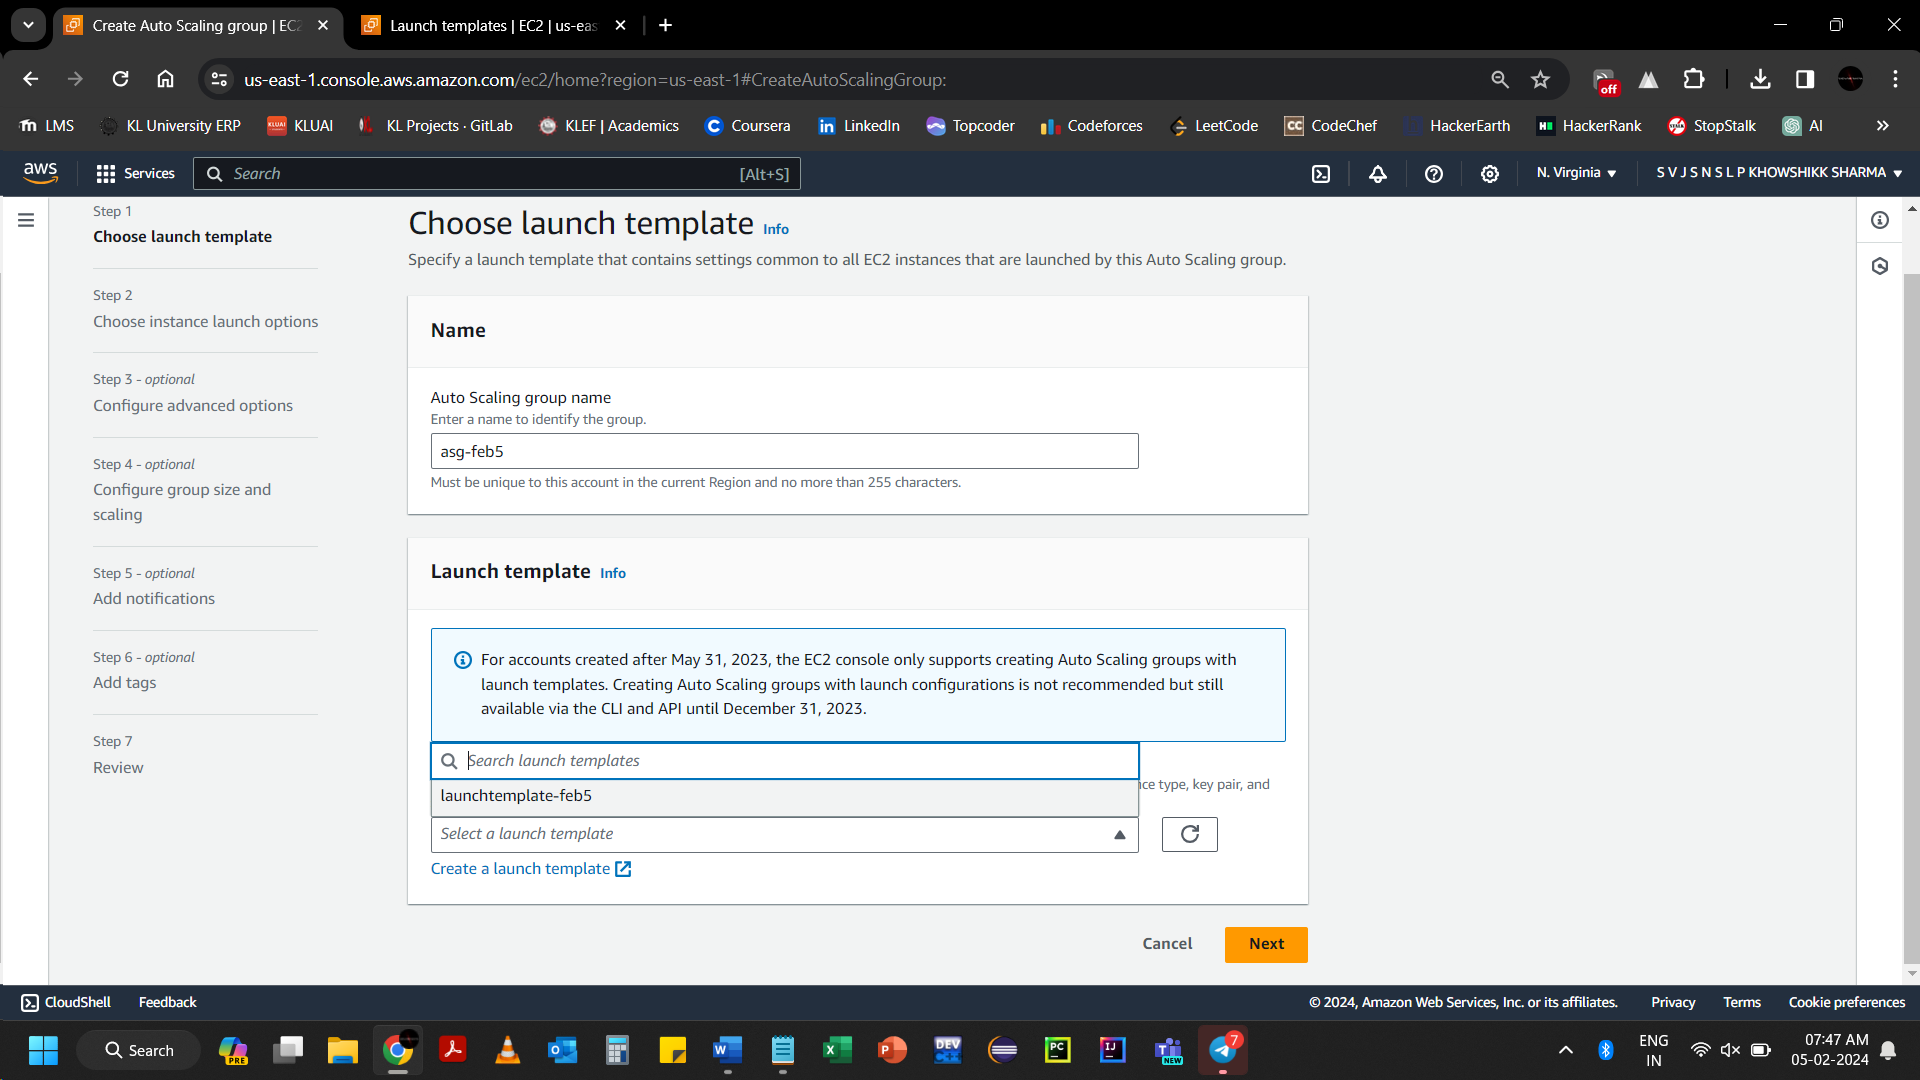 Create Auto Scaling group | EC2
Launch templates | EC2 | us-eas
us-east-1.console.aws.amazon.com/ec2/home?region=us-east-1#CreateAutoScalingGroup:
off
LMS
KL University ERP
KLUAI
KL Projects · GitLab
KLEF | Academics
Coursera
LinkedIn
Topcoder
Codeforces
LeetCode
CodeChef
HackerEarth
HackerRank
StopStalk
AI
aws
Services
Search
[Alt+S]
N. Virginia
S V J S N S L P KHOWSHIKK SHARMA
Step 1
Choose launch template
Step 2
Choose instance launch options
Step 3 - optional
Configure advanced options
Step 4 - optional
Configure group size and
scaling
Step 5 - optional
Add notifications
Step 6 - optional
Add tags
Step 7
Review
Choose launch template Info
Specify a launch template that contains settings common to all EC2 instances that are launched by this Auto Scaling group.
Name
Auto Scaling group name
Enter a name to identify the group.
asg-feb5
Must be unique to this account in the current Region and no more than 255 characters.
Launch template Info
For accounts created after May 31, 2023, the EC2 console only supports creating Auto Scaling groups with
launch templates. Creating Auto Scaling groups with launch configurations is not recommended but still
available via the CLI and API until December 31, 2023.
Search launch templates
ce type, key pair, and
launchtemplate-feb5
Select a launch template
Create a launch template
Cancel
Next
CloudShell
Feedback
© 2024, Amazon Web Services, Inc. or its affiliates.
Privacy
Terms
Cookie preferences
Search
PRE
DEV
C++
PC
IJ
NEW
7
ENG
IN
07:47 AM
05-02-2024